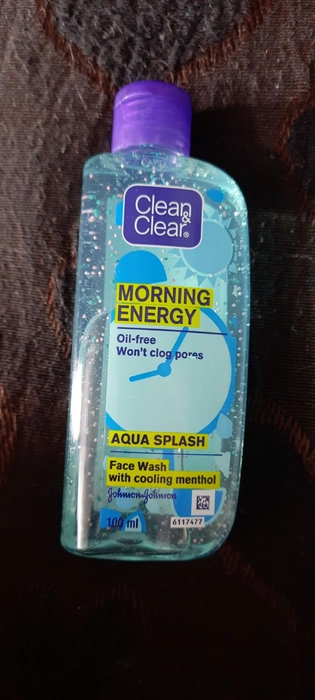 Clean &
Clear®
MORNING
ENERGY
Oil-free
Won't clog pores
AQUA SPLASH
Face Wash
with cooling menthol
Johnson & Johnson
100 ml
6117477